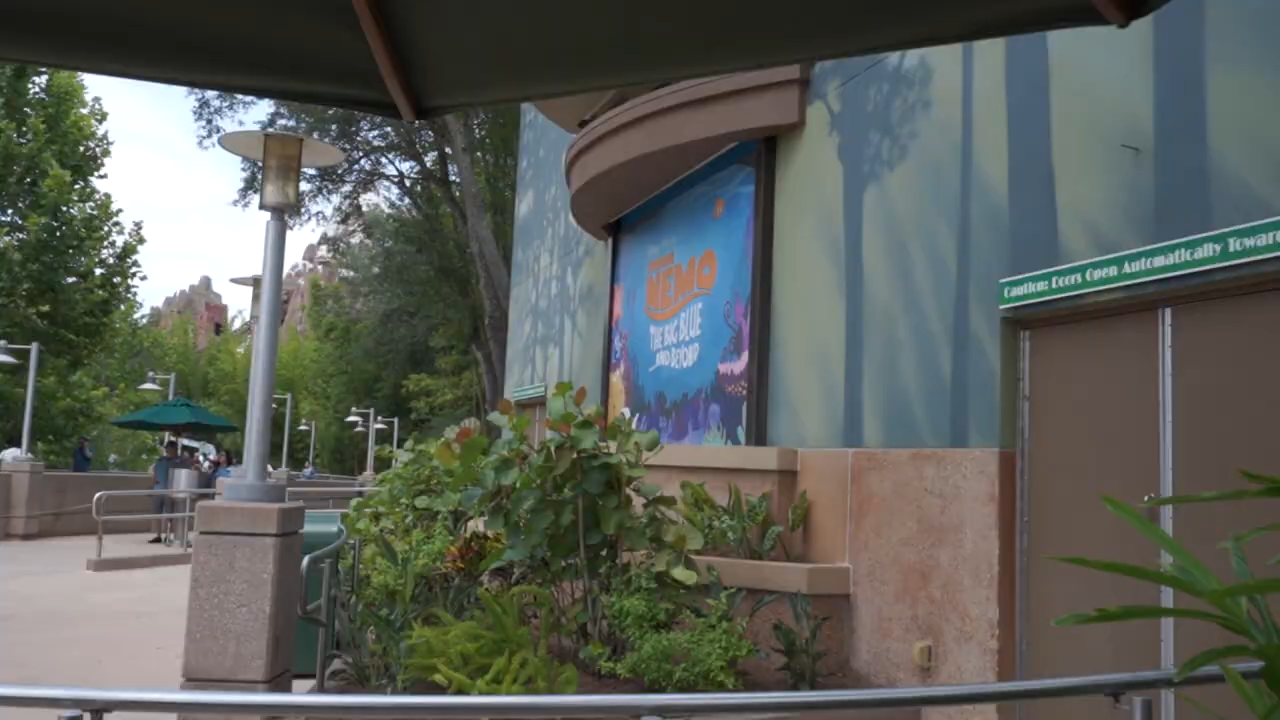 NEMO
THE BIG BLUE
AND BEYOND
Caution: Doors Open Automatically Towar